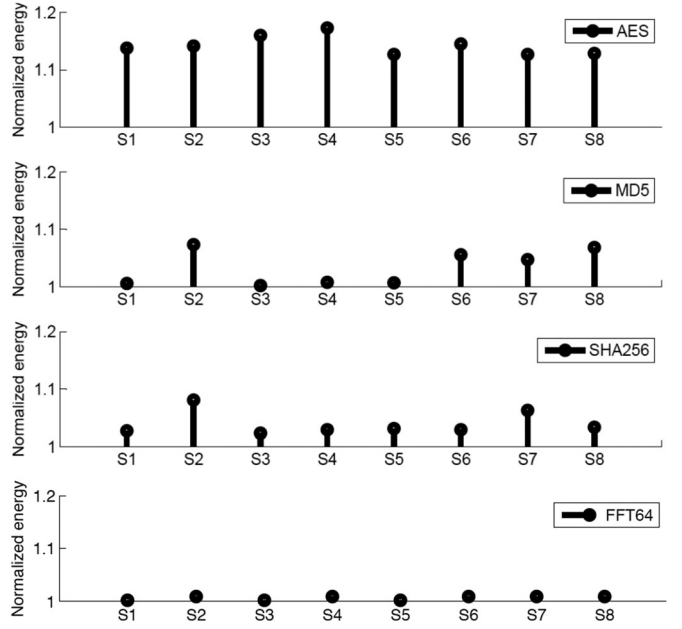 Normalized energy
1.2
1.1
1
AES
S1 S2 S3 S4 S5 S6 S7 S8
Normalized energy
1.2
1.1
1
MD5
S1 S2 S3 S4 S5 S6 S7 S8
Normalized energy
1.2
1.1
1
SHA256
S1 S2 S3 S4 S5 S6 S7 S8
Normalized energy
1.2
1.1
1
FFT64
S1 S2 S3 S4 S5 S6 S7 S8